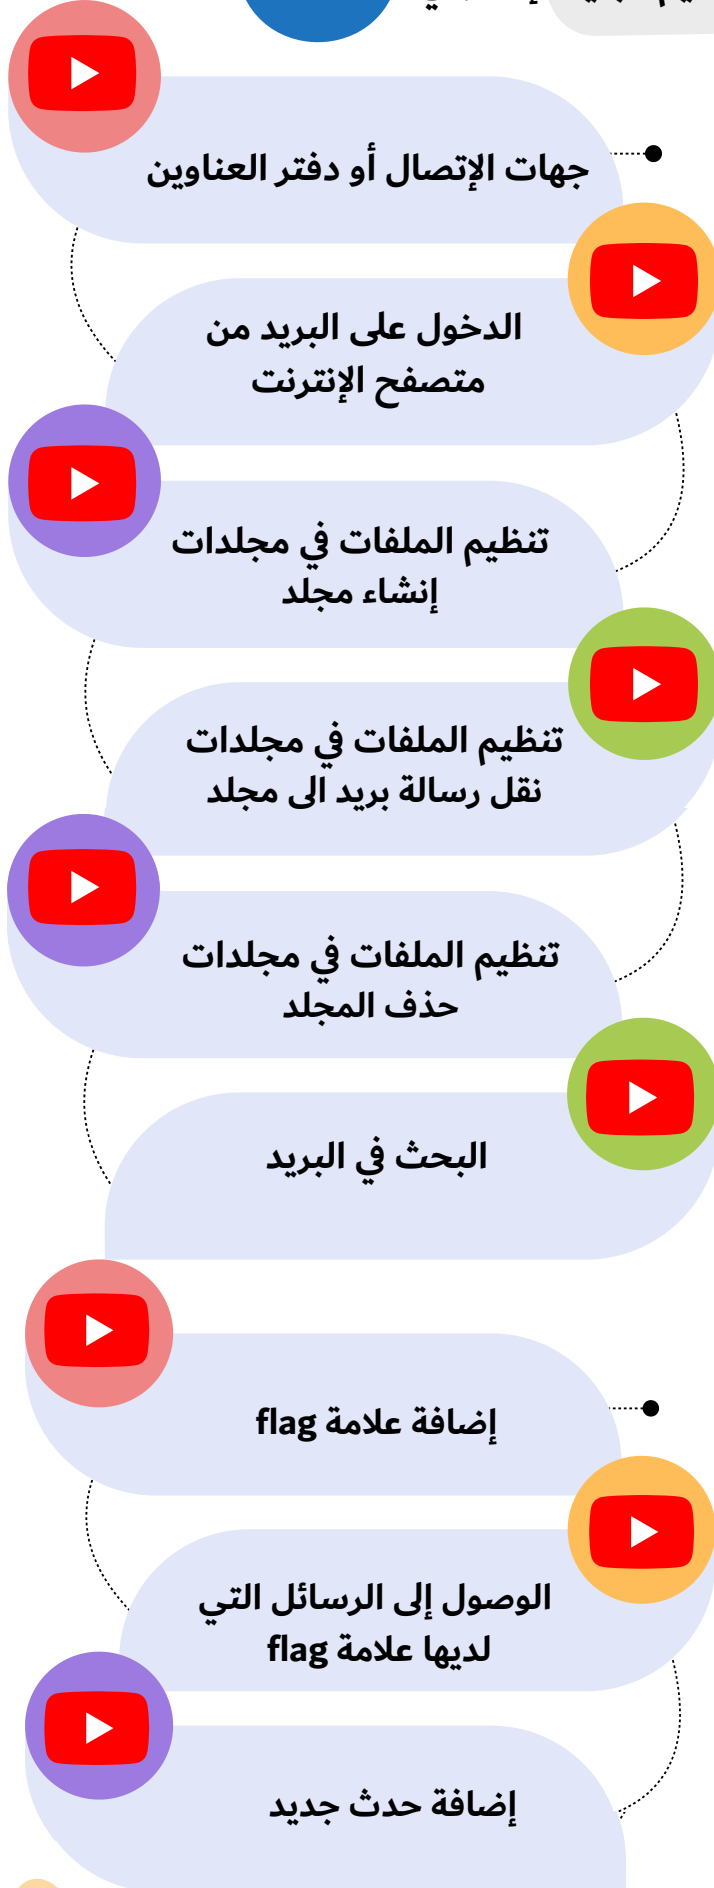 جهات الإتصال أو دفتر العناوين
الدخول على البريد من
متصفح الإنترنت
تنظيم الملفات في مجلدات
إنشاء مجلد
تنظيم الملفات في مجلدات
نقل رسالة بريد الى مجلد
تنظيم الملفات في مجلدات
حذف المجلد
البحث في البريد
إضافة علامة flag
الوصول إلى الرسائل التي
لديها علامة flag
إضافة حدث جديد